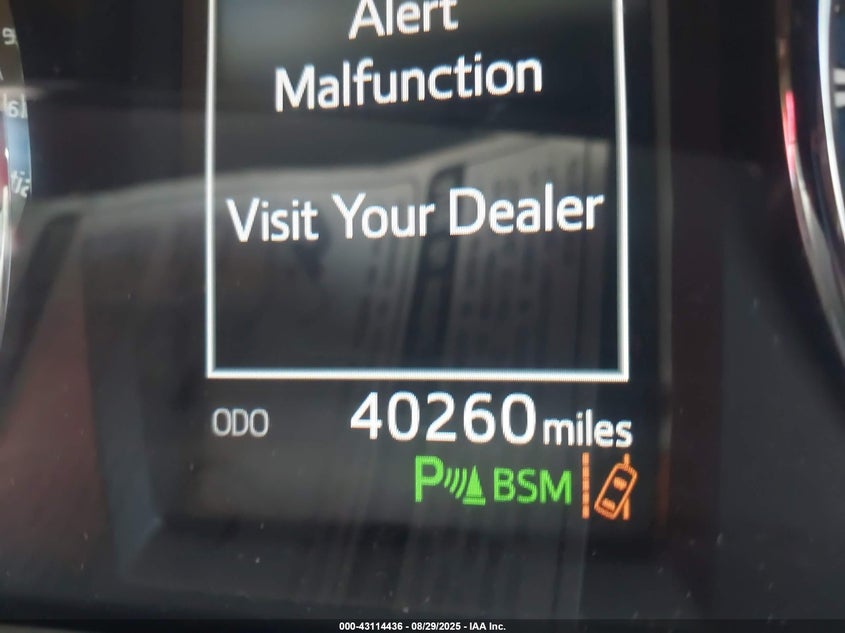 Alert
Malfunction
Visit Your Dealer
ODO 40260 miles
P BSM
000-43114436 - 08/29/2025 - IAA Inc.